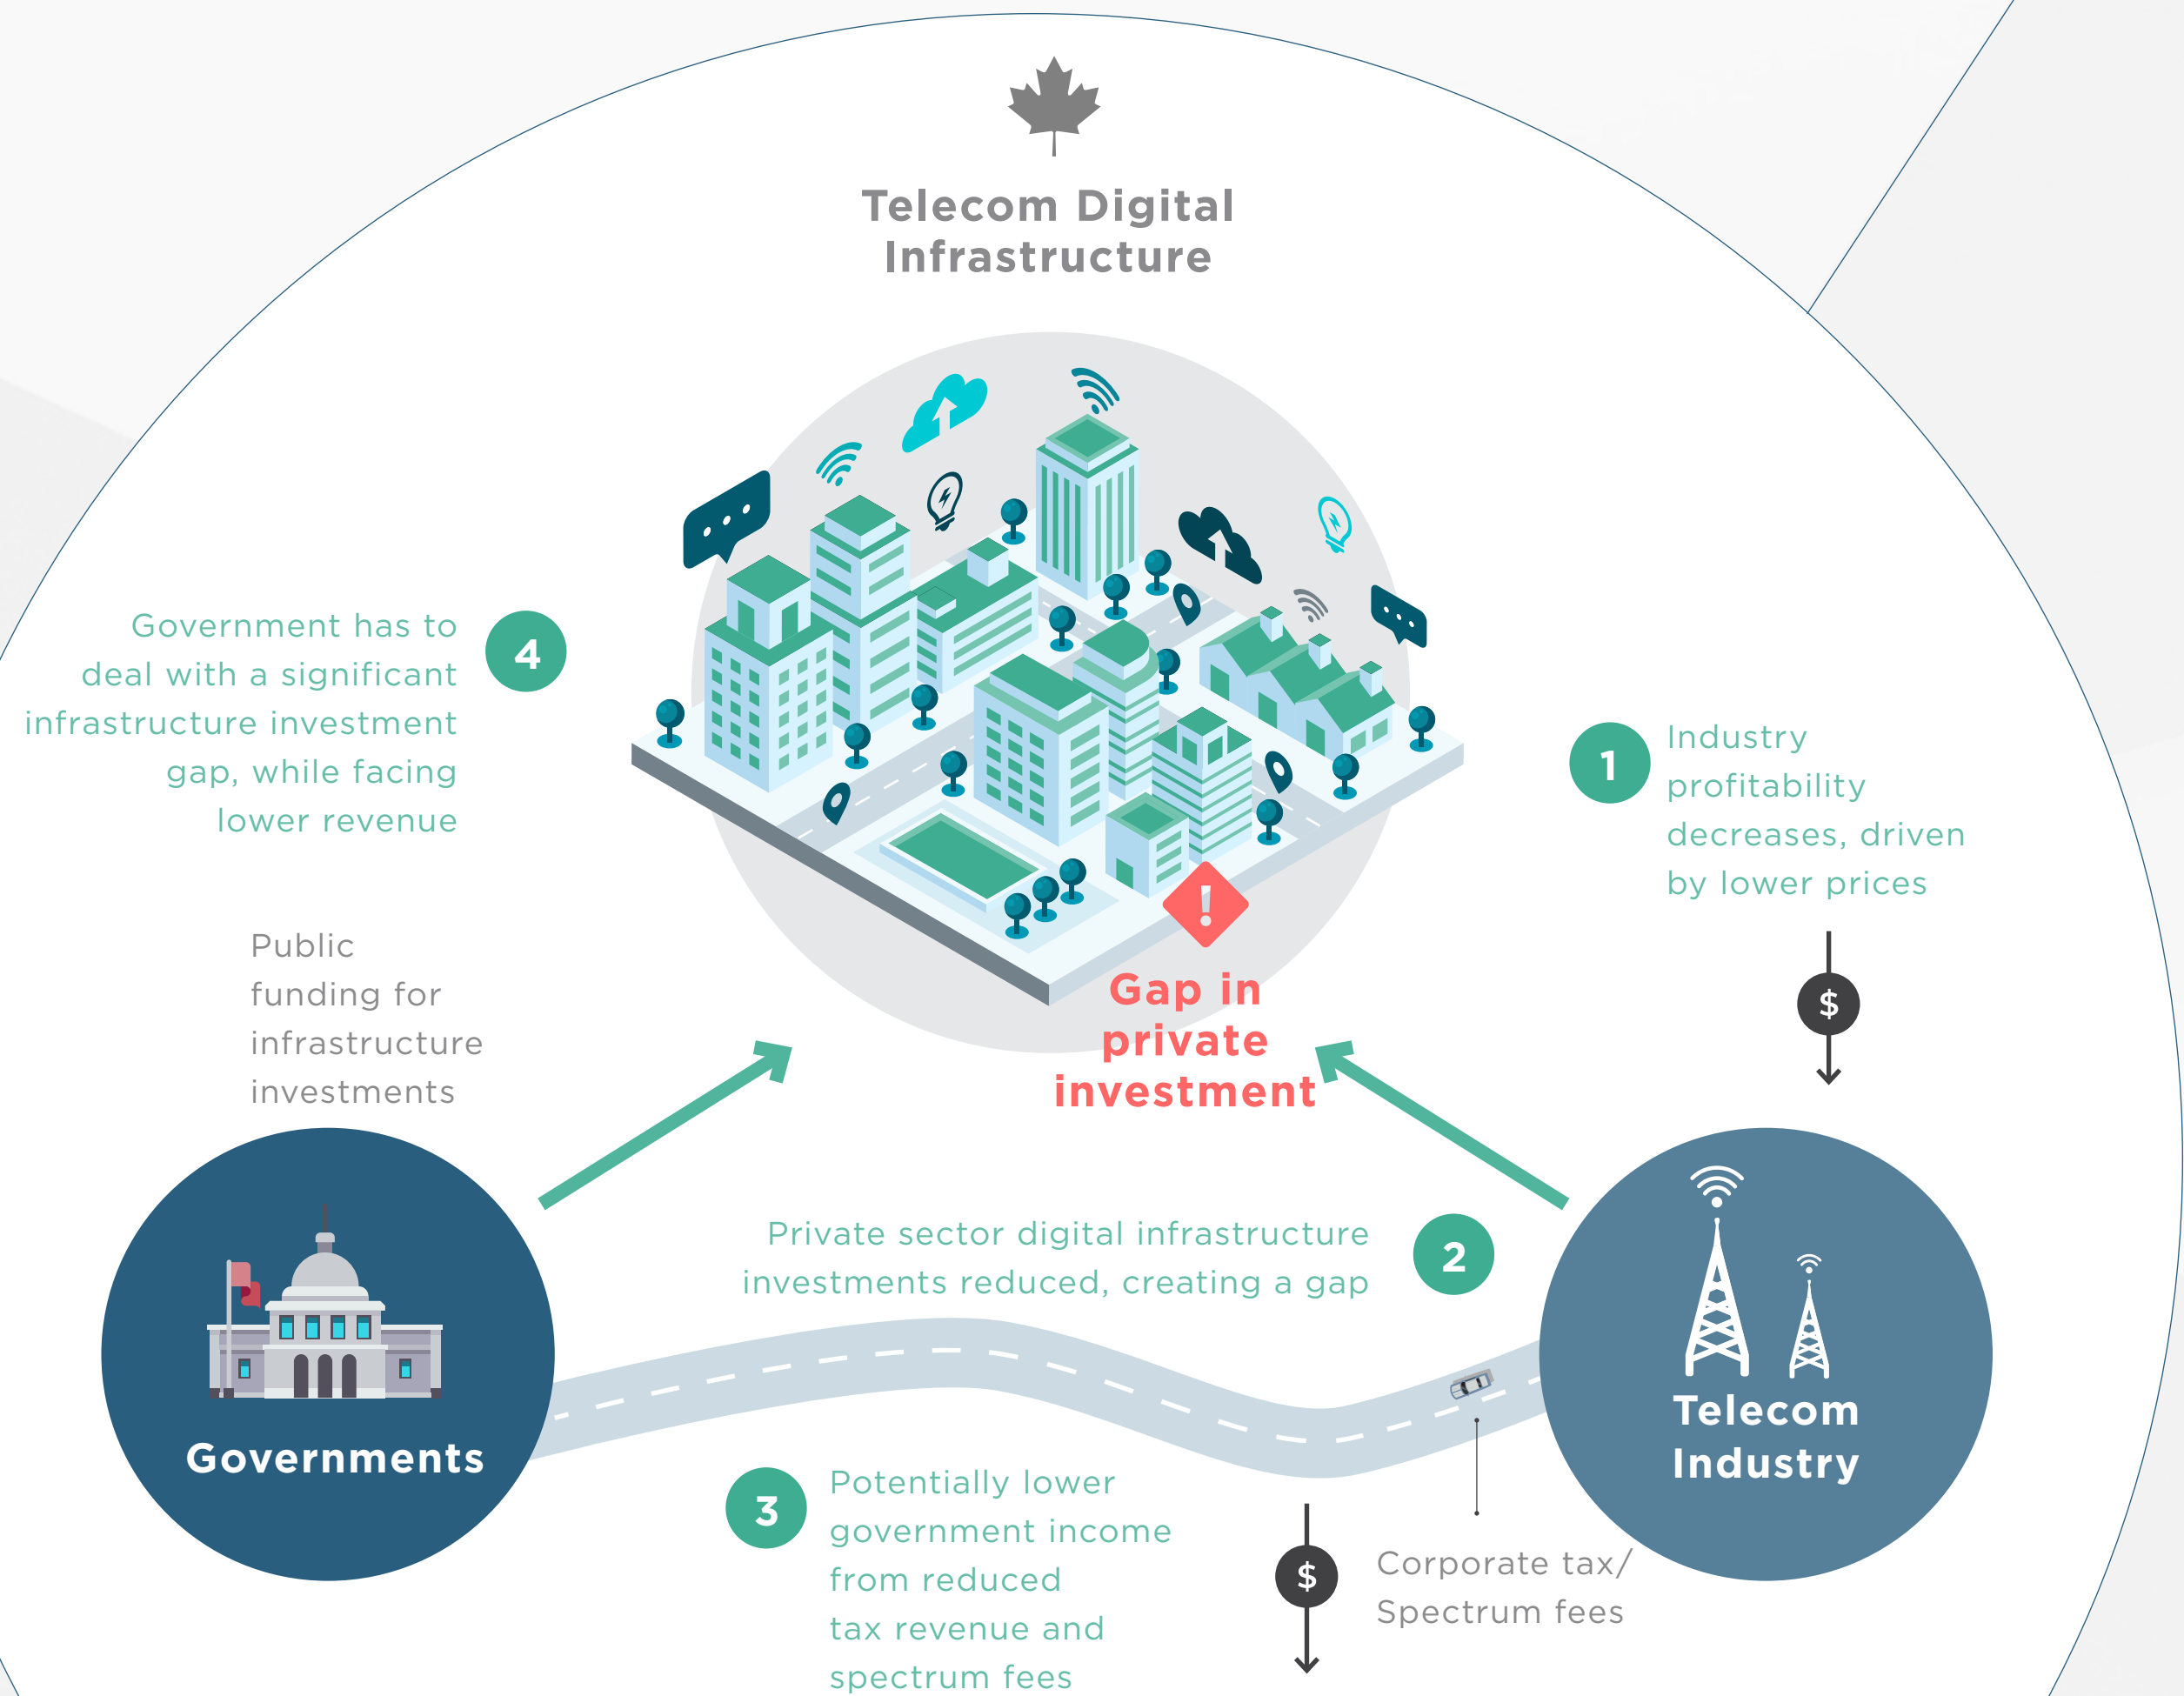 Telecom Digital
Infrastructure
4
Government has to
deal with a significant
infrastructure investment
gap, while facing
lower revenue
1
Industry
profitability
decreases, driven
by lower prices
$
Public
funding for
infrastructure
investments
!
Gap in
private
investment
2
Private sector digital infrastructure
investments reduced, creating a gap
Governments
Telecom
Industry
3
Potentially lower
government income
from reduced
tax revenue and
spectrum fees
$
Corporate tax/
Spectrum fees